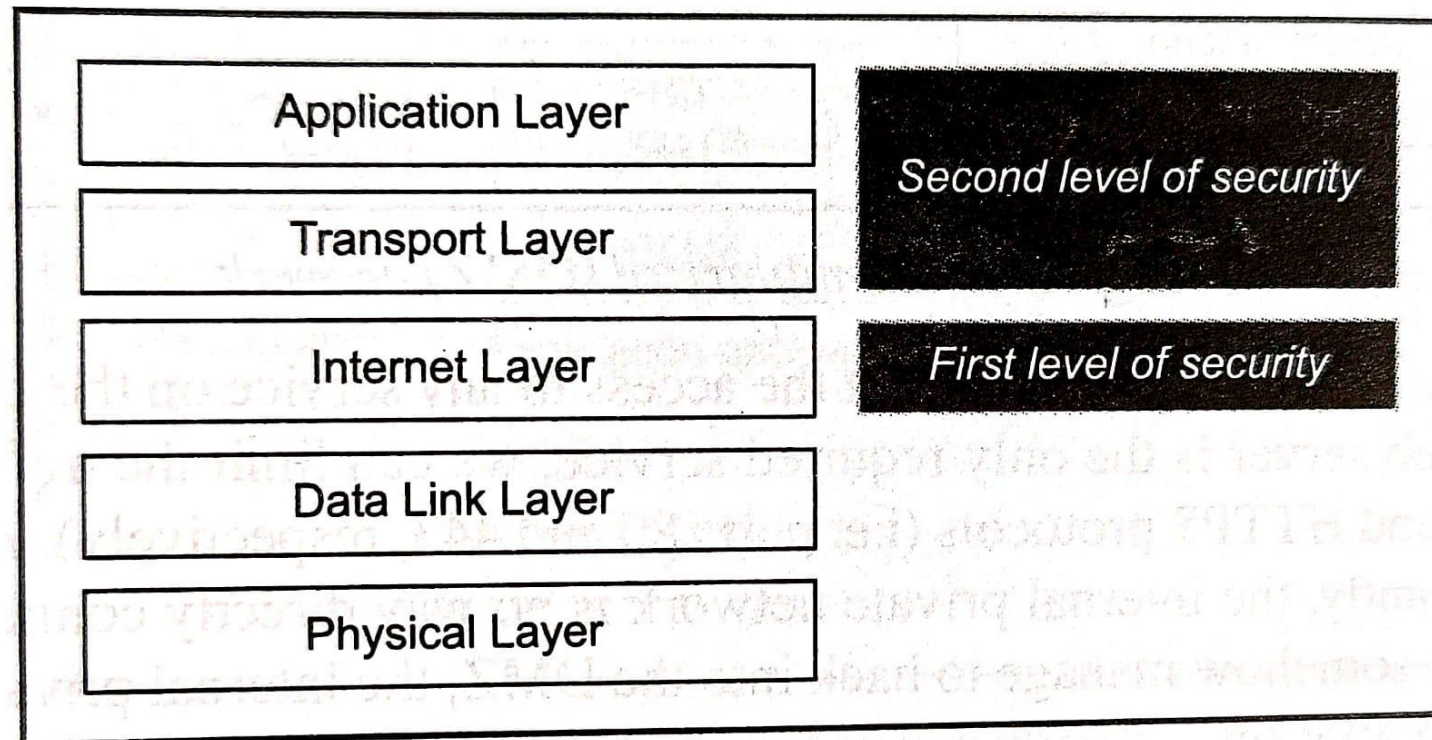 Application Layer
Second level of security
Transport Layer
Internet Layer
First level of security
Data Link Layer
Physical Layer